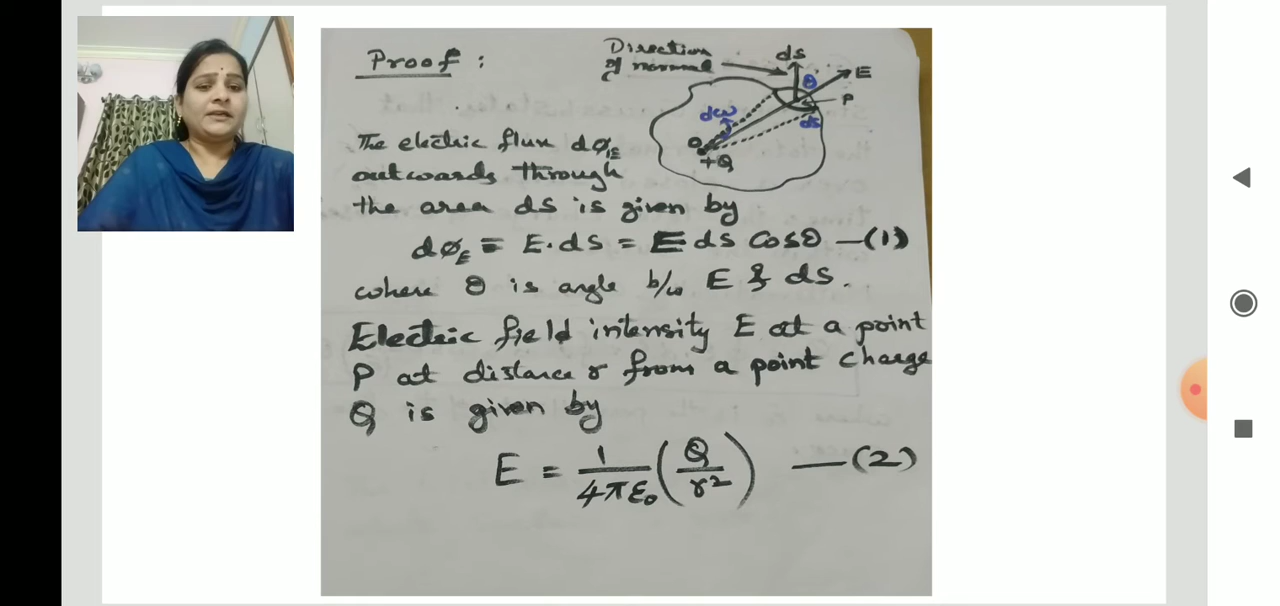 Proof :
Direction
of normal
ds
E
θ
P
dω
ds
O
+Q
The electric flux dΦE
outwards through
the area ds is given by
dΦE = E·ds = E ds Cosθ —(1)
where θ is angle b/w E & ds.
Electric field intensity E at a point
P at distance r from a point charge
Q is given by
E = 1/4πε₀ (Q/r²) —(2)